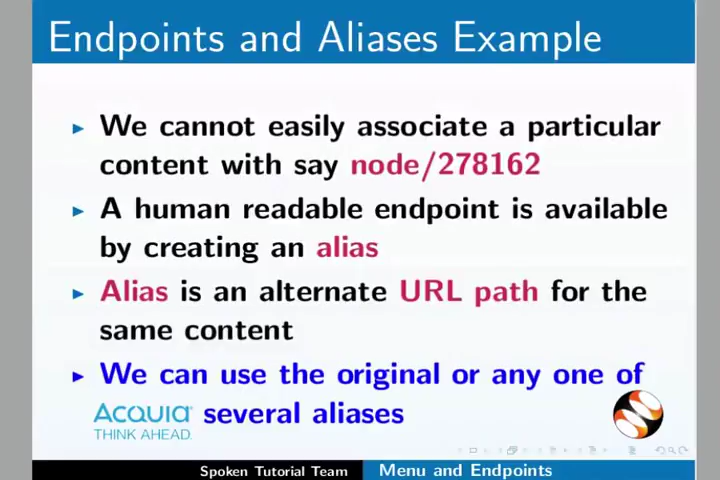 Endpoints and Aliases Example
We cannot easily associate a particular
content with say node/278162
A human readable endpoint is available
by creating an alias
Alias is an alternate URL path for the
same content
We can use the original or any one of
several aliases
ACQUIA
THINK AHEAD.
Spoken Tutorial Team
Menu and Endpoints